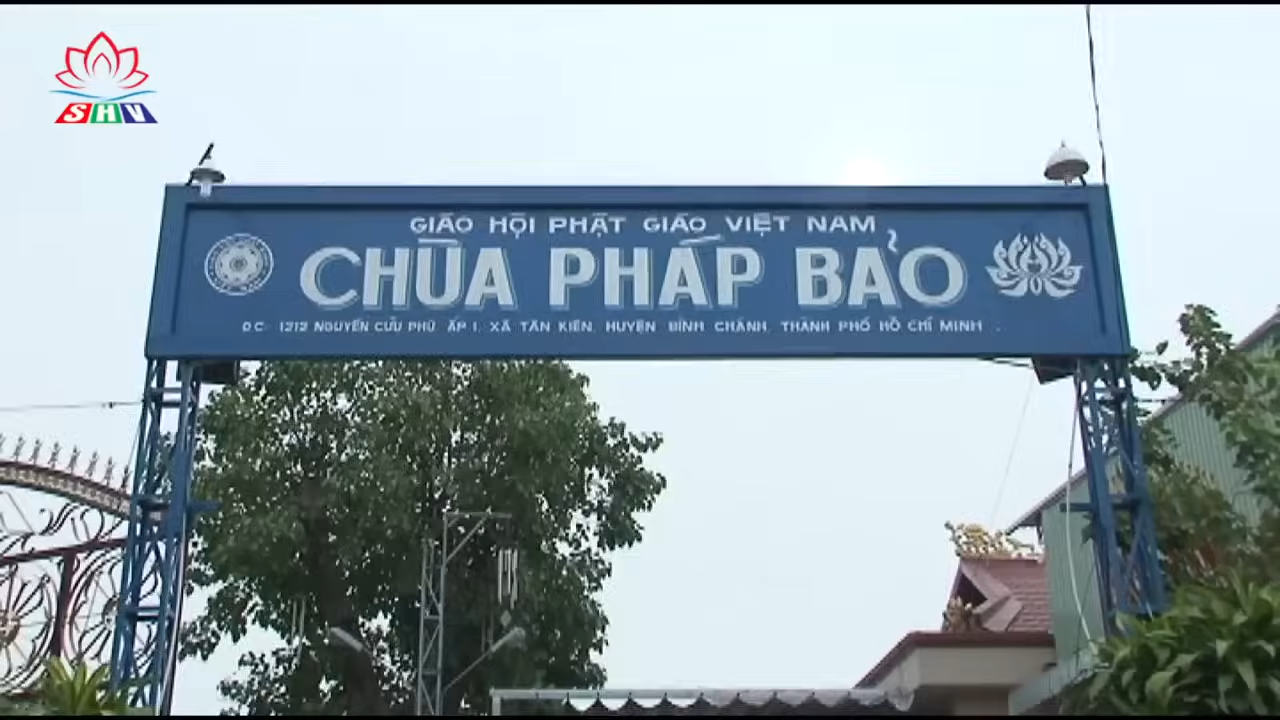 SHV
GIÁO HỘI PHẬT GIÁO VIỆT NAM
CHÙA PHÁP BẢO
ĐC: 1212 NGUYỄN CỬU PHÚ ẤP 1, XÃ TÂN KIÊN, HUYỆN BÌNH CHÁNH, THÀNH PHỐ HỒ CHÍ MINH